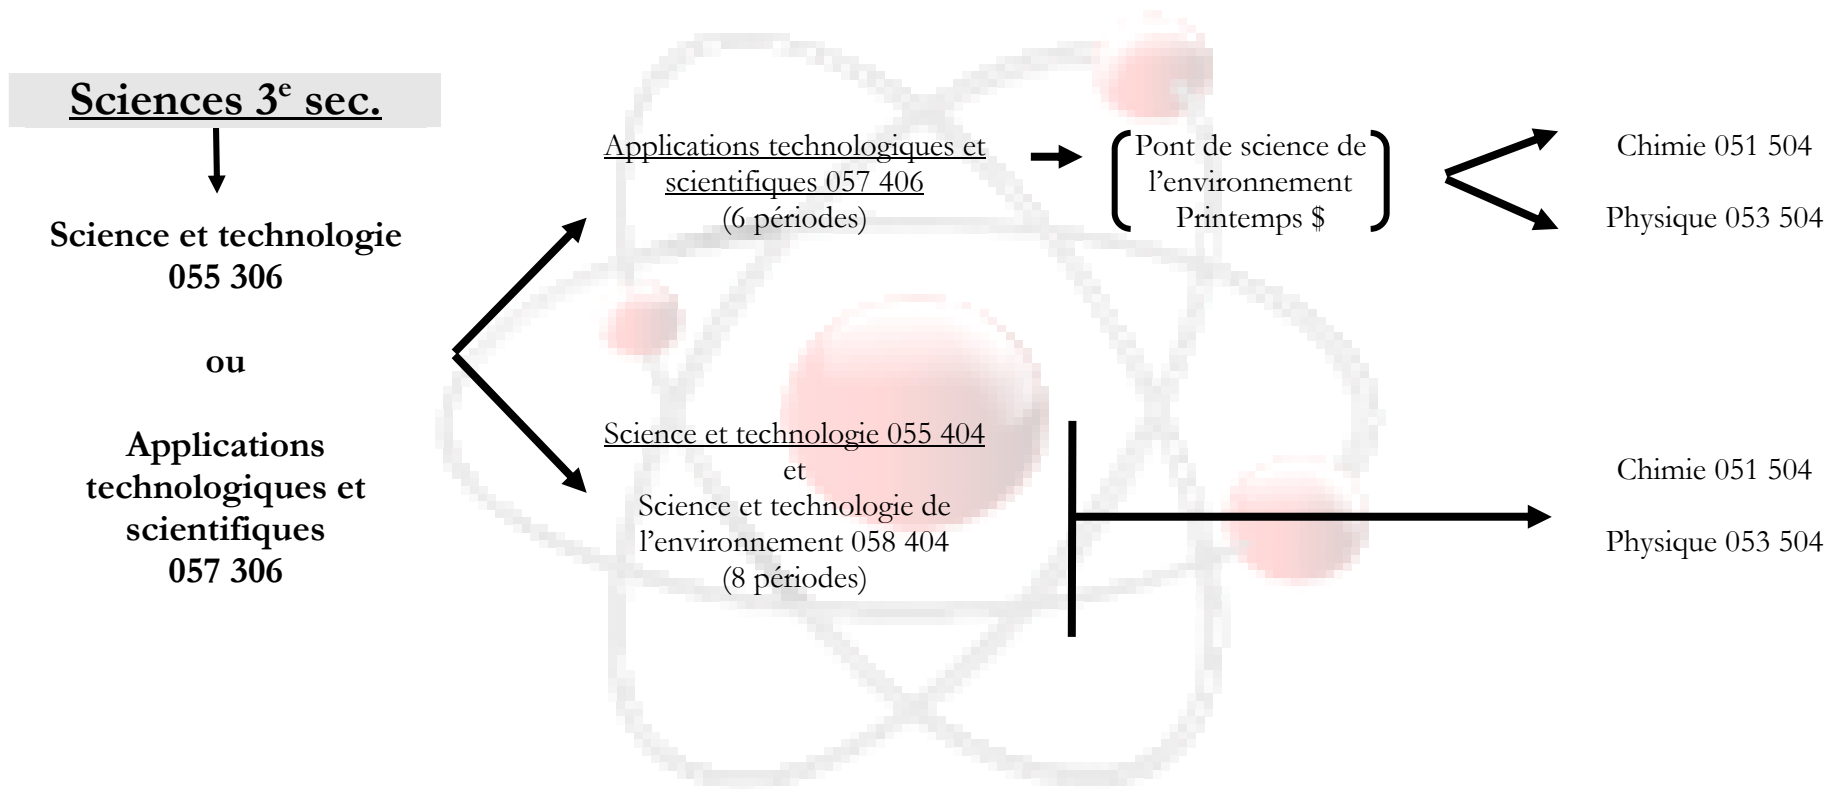 Sciences 3e sec.
Science et technologie
055 306
ou
Applications
technologiques et
scientifiques
057 306
Applications technologiques et
scientifiques 057 406
(6 périodes)
Pont de science de
l'environnement
Printemps $
Chimie 051 504
Physique 053 504
Science et technologie 055 404
et
Science et technologie de
l'environnement 058 404
(8 périodes)
Chimie 051 504
Physique 053 504